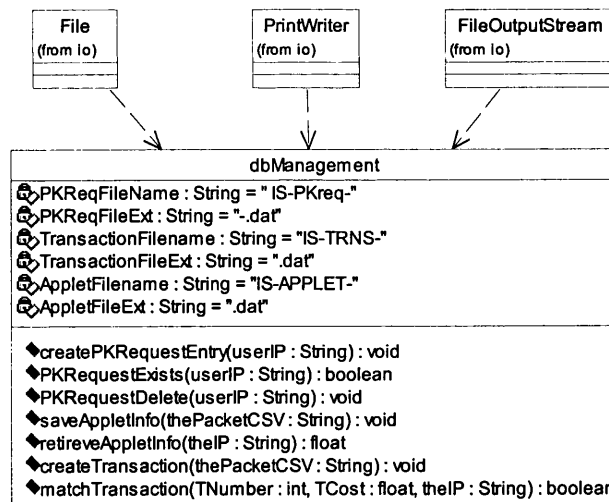 File
(from io)
PrintWriter
(from io)
FileOutputStream
(from io)
dbManagement
PKReqFileName : String = " IS-PKreq-"
PKReqFileExt : String = "-.dat"
TransactionFilename : String = "IS-TRNS-"
TransactionFileExt : String = ".dat"
AppletFilename : String = "IS-APPLET-"
AppletFileExt : String = ".dat"
createPKRequestEntry(userIP : String) : void
PKRequestExists(userIP : String) : boolean
PKRequestDelete(userIP : String) : void
saveAppletInfo(thePacketCSV : String) : void
retireveAppletInfo(theIP : String) : float
createTransaction(thePacketCSV : String) : void
matchTransaction(TNumber : int, TCost : float, theIP : String) : boolean